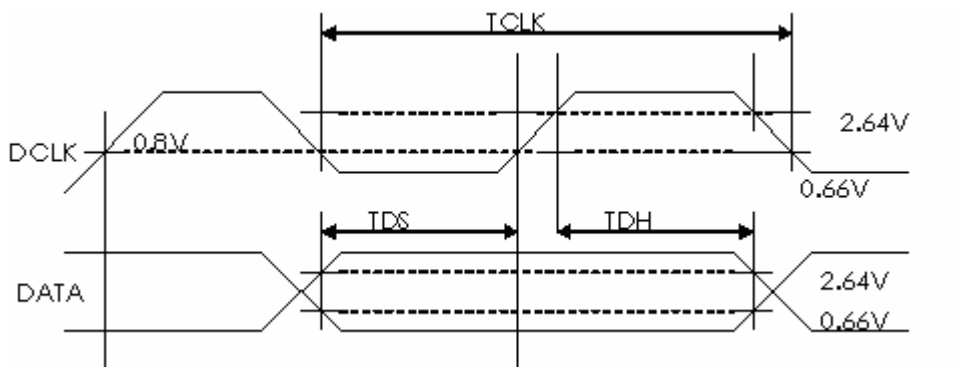 TCLK
2.64V
DCLK
0.8V
0.66V
TDS
TDH
DATA
2.64V
0.66V